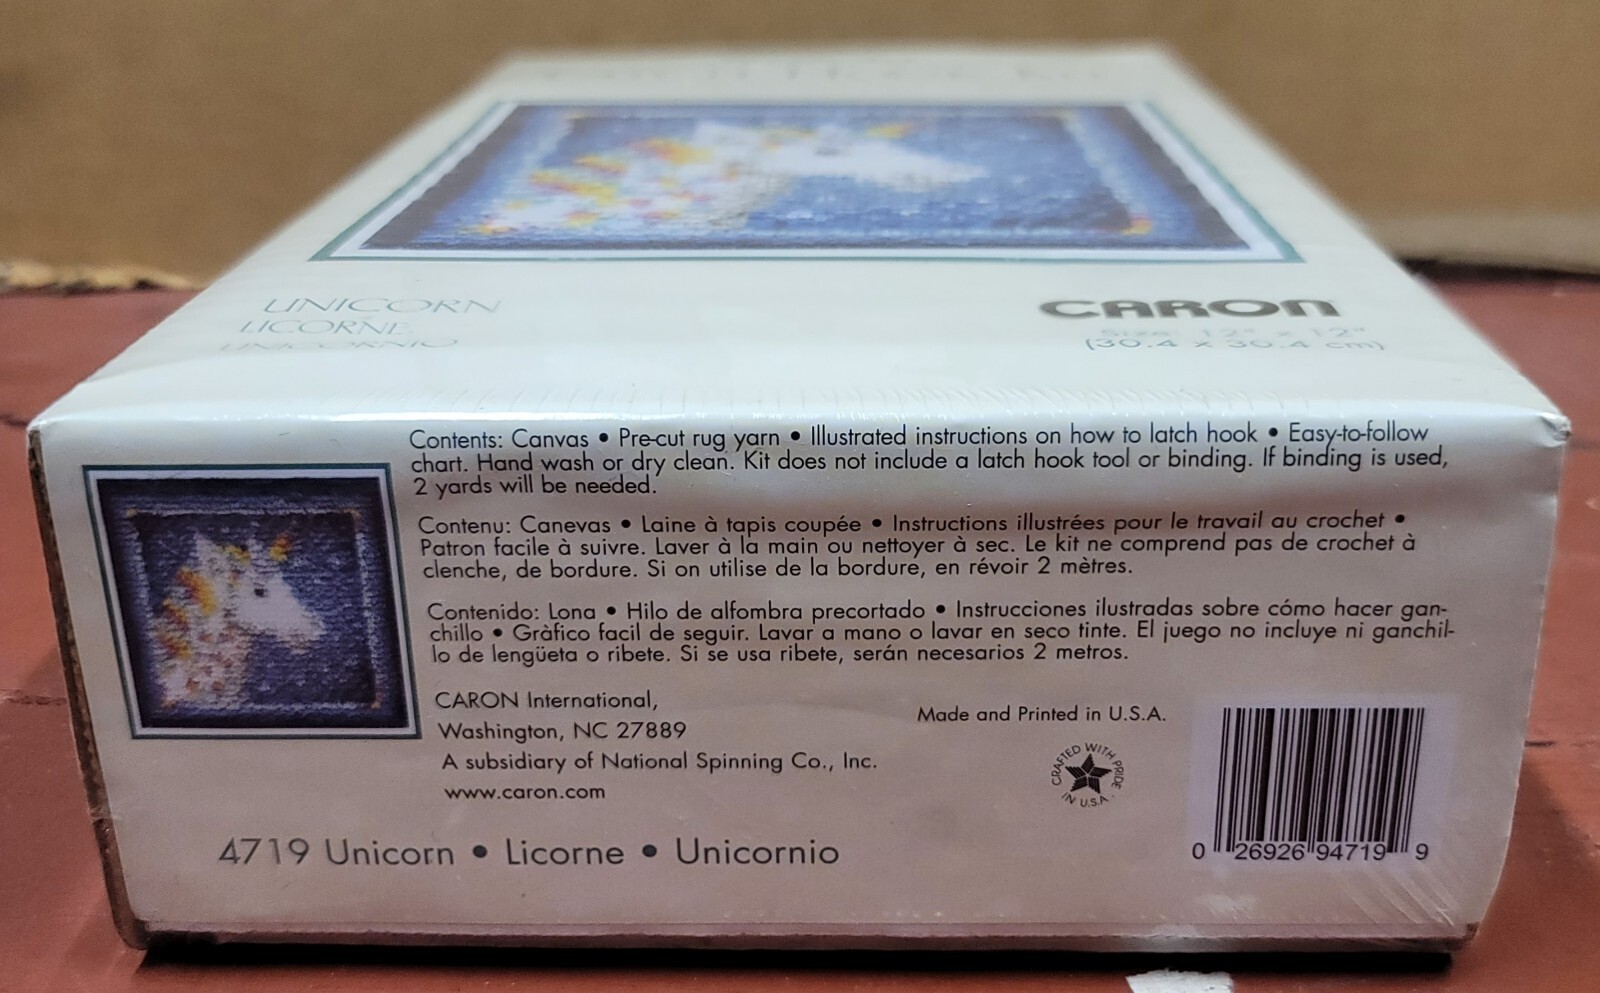 UNICORN
LICORNE
UNICORNIO
CARON
Size: 12" x 12"
(30.4 x 30.4 cm)
Contents: Canvas • Pre-cut rug yarn • Illustrated instructions on how to latch hook • Easy-to-follow
chart. Hand wash or dry clean. Kit does not include a latch hook tool or binding. If binding is used,
2 yards will be needed.
Contenu: Canevas • Laine à tapis coupée • Instructions illustrées pour le travail au crochet •
Patron facile à suivre. Laver à la main ou nettoyer à sec. Le kit ne comprend pas de crochet à
clenche, de bordure. Si on utilise de la bordure, en révoir 2 mètres.
Contenido: Lona • Hilo de alfombra precortado • Instrucciones ilustradas sobre cómo hacer gan-
chillo • Gràfico facil de seguir. Lavar a mano o lavar en seco tinte. El juego no incluye ni ganchil-
lo de lengüeta o ribete. Si se usa ribete, serán necesarios 2 metros.
CARON International,
Washington, NC 27889
A subsidiary of National Spinning Co., Inc.
www.caron.com
Made and Printed in U.S.A.
CRAFTED WITH PRIDE
IN U.S.A.
4719 Unicorn • Licorne • Unicornio
0 26926 94719 9